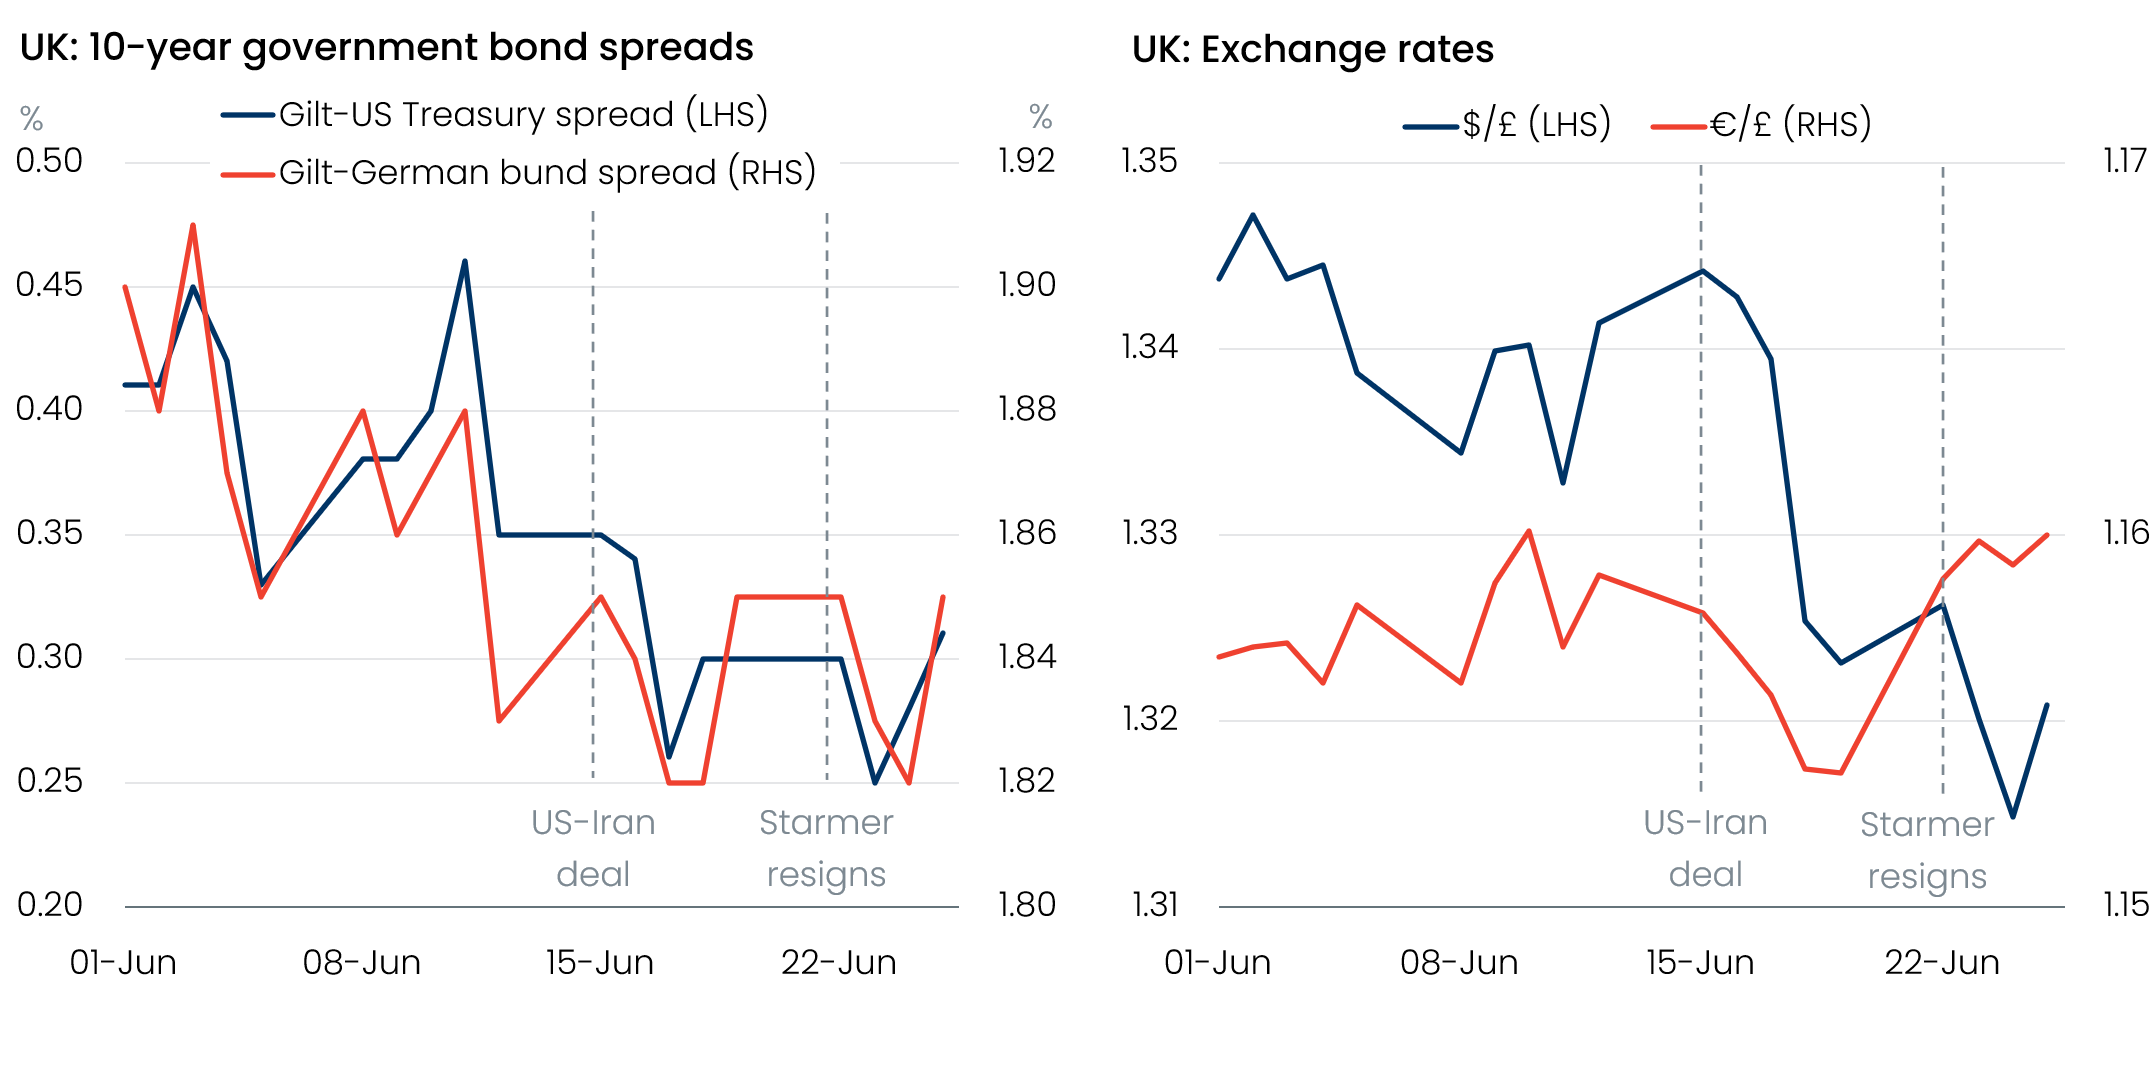 UK: 10-year government bond spreads
%
%
Gilt-US Treasury spread (LHS)
Gilt-German bund spread (RHS)
0.50
0.45
0.40
0.35
0.30
0.25
0.20
1.92
1.90
1.88
1.86
1.84
1.82
1.80
US-Iran
deal
Starmer
resigns
01-Jun
08-Jun
15-Jun
22-Jun
UK: Exchange rates
$/£ (LHS)
€/£ (RHS)
1.35
1.34
1.33
1.32
1.31
1.17
1.16
1.15
US-Iran
deal
Starmer
resigns
01-Jun
08-Jun
15-Jun
22-Jun